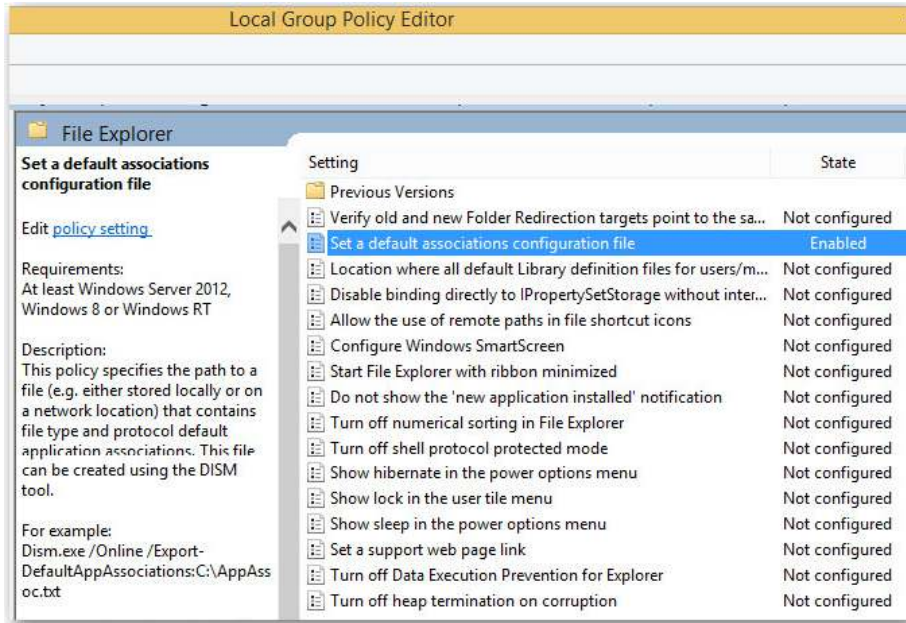 Local Group Policy Editor
File Explorer
Set a default associations
configuration file
Edit policy setting
Requirements:
At least Windows Server 2012,
Windows 8 or Windows RT
Description:
This policy specifies the path to a
file (e.g. either stored locally or on
a network location) that contains
file type and protocol default
application associations. This file
can be created using the DISM
tool.
For example:
Dism.exe /Online /Export-
DefaultAppAssociations:C:\AppAss
oc.txt
Setting State
Previous Versions
Verify old and new Folder Redirection targets point to the sa... Not configured
Set a default associations configuration file Enabled
Location where all default Library definition files for users/m... Not configured
Disable binding directly to IPropertySetStorage without inter... Not configured
Allow the use of remote paths in file shortcut icons Not configured
Configure Windows SmartScreen Not configured
Start File Explorer with ribbon minimized Not configured
Do not show the 'new application installed' notification Not configured
Turn off numerical sorting in File Explorer Not configured
Turn off shell protocol protected mode Not configured
Show hibernate in the power options menu Not configured
Show lock in the user tile menu Not configured
Show sleep in the power options menu Not configured
Set a support web page link Not configured
Turn off Data Execution Prevention for Explorer Not configured
Turn off heap termination on corruption Not configured